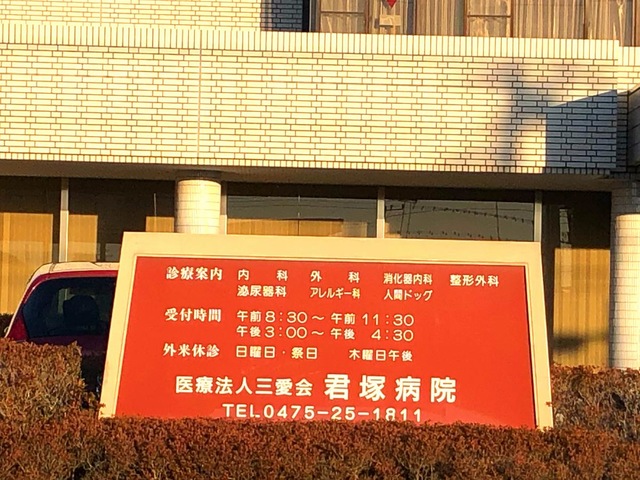 診療案内 内科 外科 消化器内科 整形外科
泌尿器科 アレルギー科 人間ドッグ
受付時間 午前8:30～午前11:30
午後3:00～午後4:30
外来休診 日曜日・祭日 木曜日午後
医療法人三愛会 君塚病院
TEL0475-25-1811